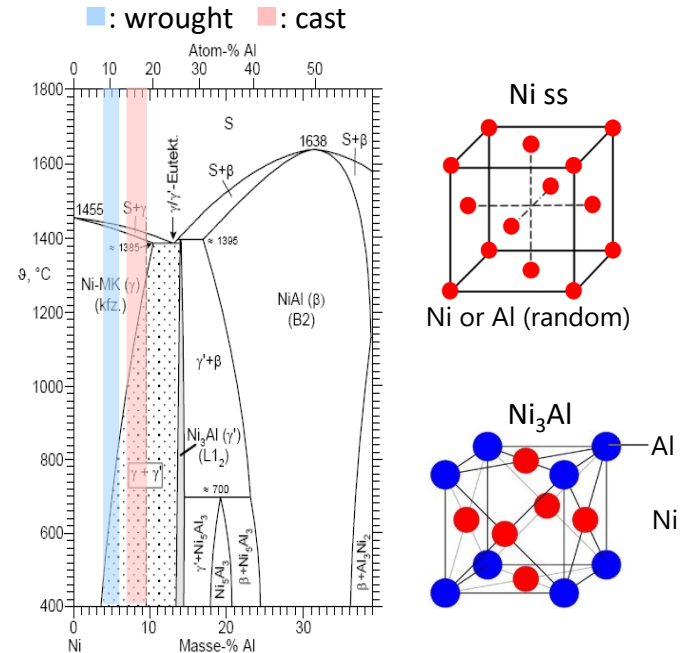 : wrought : cast
Atom-% Al
0 10 20 30 40 50
1800
1600
1400
1200
1000
800
600
400
ϑ, °C
S
1638
S+β
S+β
γ/γ'-Eutekt.
1455
S+γ
≈ 1385
≈ 1395
Ni-MK (γ)
(kfz.)
NiAl (β)
(B2)
γ'+β
Ni₃Al (γ')
(L1₂)
γ + γ'
≈ 700
γ'+Ni₅Al₃
Ni₅Al₃
β+Ni₅Al₃
β+Al₃Ni₂
0 10 20 30
Ni Masse-% Al
Ni ss
Ni or Al (random)
Ni₃Al
Al
Ni